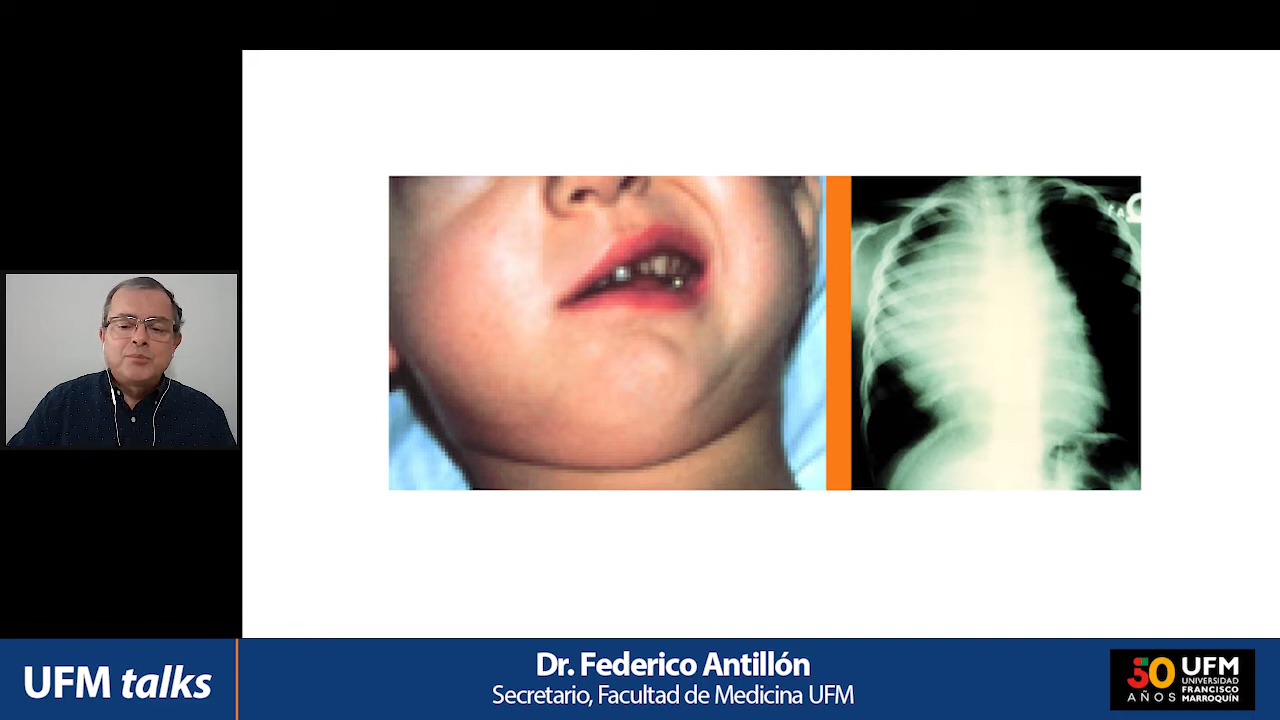 UFM talks
Dr. Federico Antillón
Secretario, Facultad de Medicina UFM
50
AÑOS
UFM
UNIVERSIDAD
FRANCISCO
MARROQUÍN